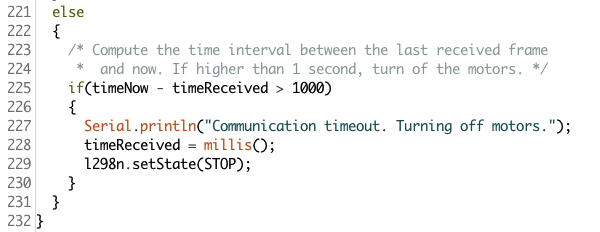 221 else
222 {
223 /* Compute the time interval between the last received frame
224 * and now. If higher than 1 second, turn of the motors. */
225 if(timeNow - timeReceived > 1000)
226 {
227 Serial.println("Communication timeout. Turning off motors.");
228 timeReceived = millis();
229 l298n.setState(STOP);
230 }
231 }
232 }